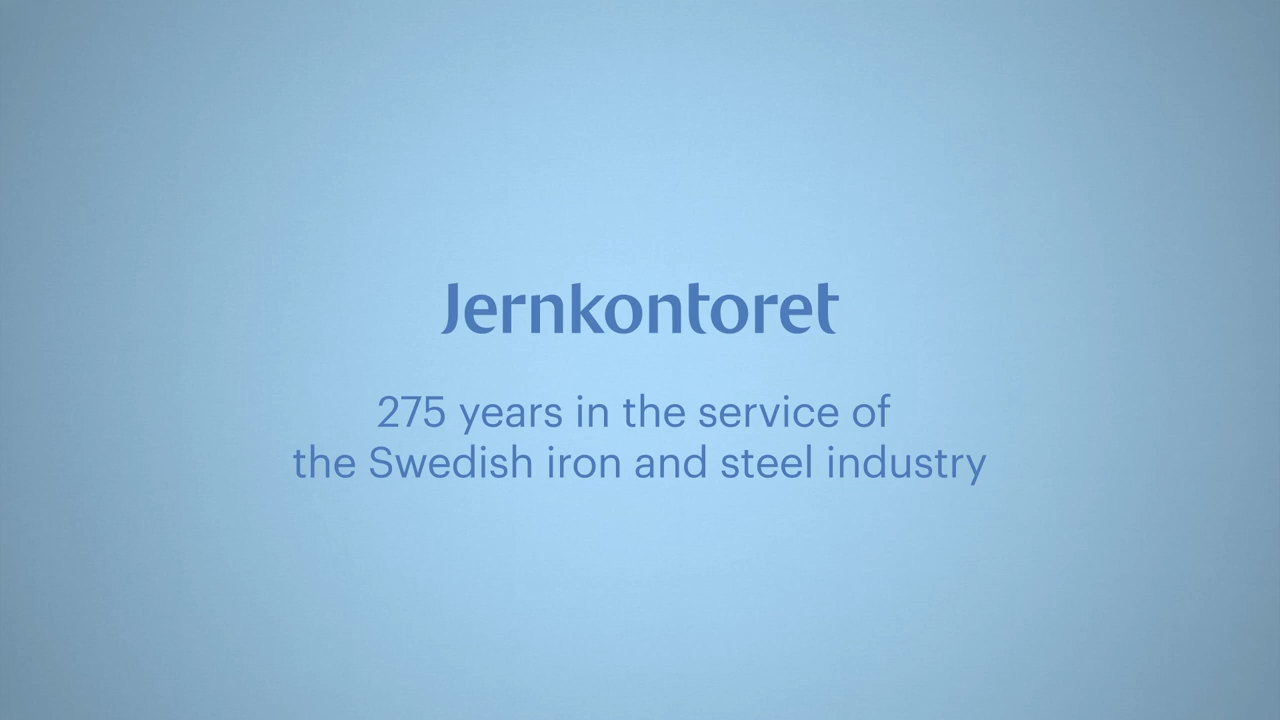 Jernkontoret
275 years in the service of
the Swedish iron and steel industry